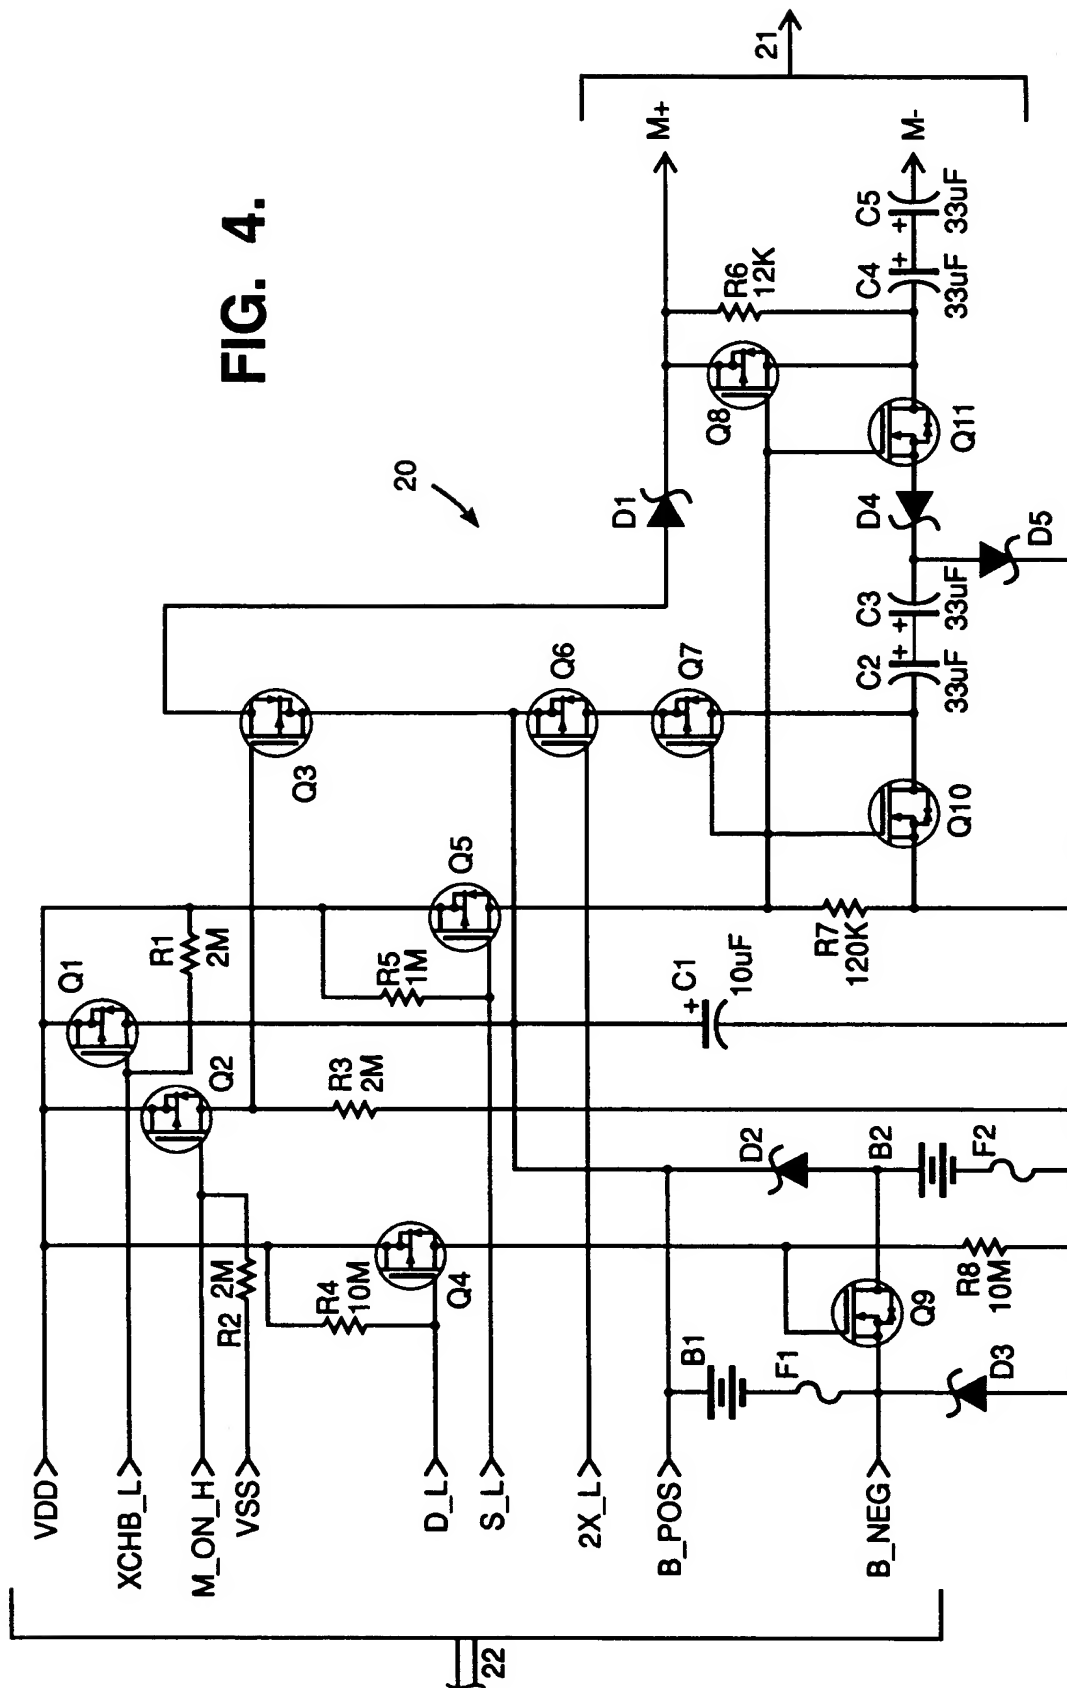 FIG. 4.
20
21
22
VDD
XCHB_L
M_ON_H
VSS
D_L
S_L
2X_L
B_POS
B_NEG
Q1
R1
2M
Q2
2M
R2
R3
2M
R4
10M
Q4
R5
1M
Q5
Q3
Q6
Q7
D1
M+
Q8
R6
12K
C1
+
10uF
R7
120K
Q10
C2
+
33uF
C3
+
33uF
D4
D5
Q11
C4
+
33uF
C5
+
33uF
M-
B1
F1
D3
Q9
R8
10M
D2
B2
F2